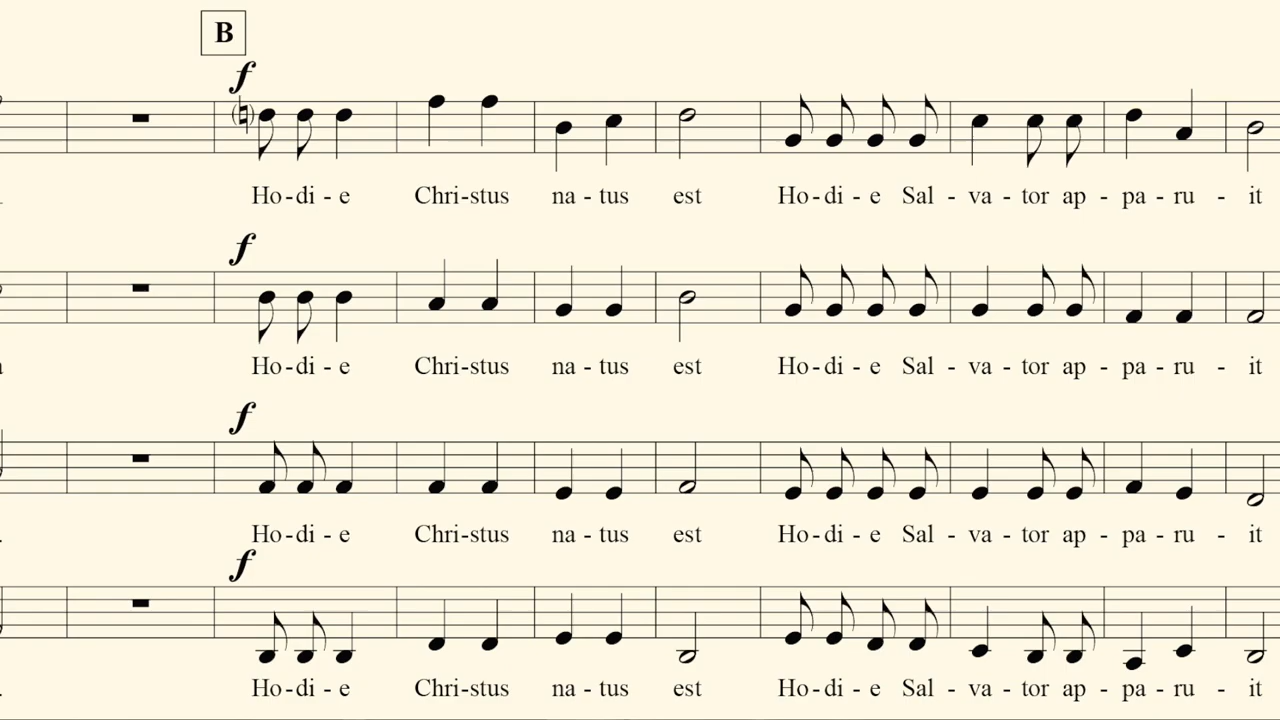 B
f
Ho-di - e Chri-stus na - tus est Ho-di - e Sal - va - tor ap - pa - ru - it
f
Ho-di - e Chri-stus na - tus est Ho-di - e Sal - va - tor ap - pa - ru - it
f
Ho-di - e Chri-stus na - tus est Ho-di - e Sal - va - tor ap - pa - ru - it
f
Ho-di - e Chri-stus na - tus est Ho-di - e Sal - va - tor ap - pa - ru - it